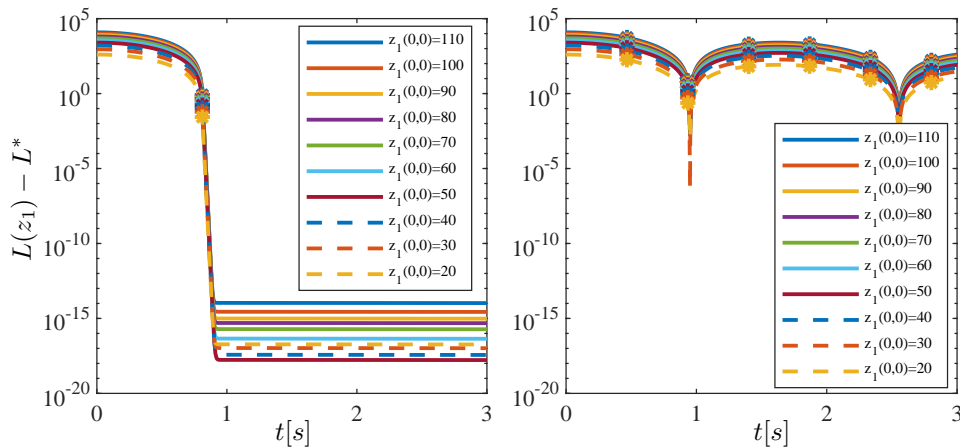 L(z_1) − L^*
10^5
10^0
10^{-5}
10^{-10}
10^{-15}
10^{-20}
0
1
2
3
t[s]
z_1(0,0)=110
z_1(0,0)=100
z_1(0,0)=90
z_1(0,0)=80
z_1(0,0)=70
z_1(0,0)=60
z_1(0,0)=50
z_1(0,0)=40
z_1(0,0)=30
z_1(0,0)=20
10^5
10^0
10^{-5}
10^{-10}
10^{-15}
10^{-20}
0
1
2
3
t[s]
z_1(0,0)=110
z_1(0,0)=100
z_1(0,0)=90
z_1(0,0)=80
z_1(0,0)=70
z_1(0,0)=60
z_1(0,0)=50
z_1(0,0)=40
z_1(0,0)=30
z_1(0,0)=20